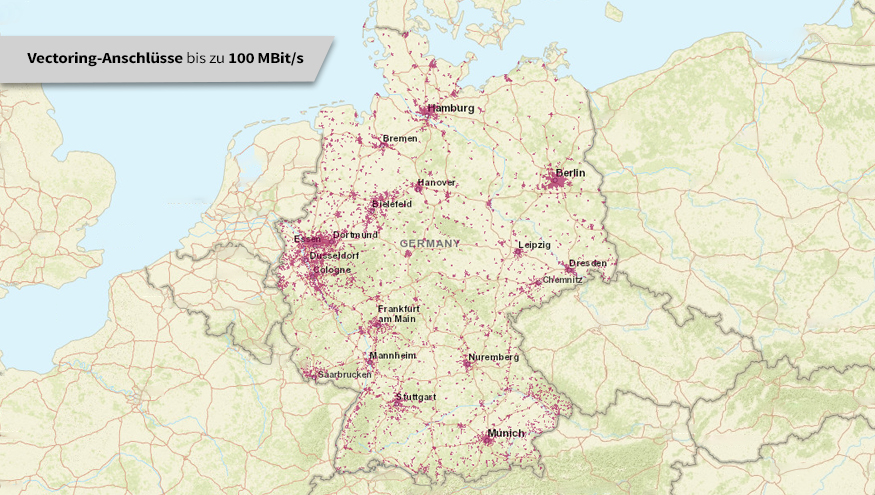 Vectoring-Anschlüsse bis zu 100 MBit/s
Hamburg
Bremen
Berlin
Hanover
Bielefeld
Essen
Dortmund
GERMANY
Leipzig
Düsseldorf
Dresden
Cologne
Chemnitz
Frankfurt
am Main
Mannheim
Nuremberg
Saarbrucken
Stuttgart
Munich